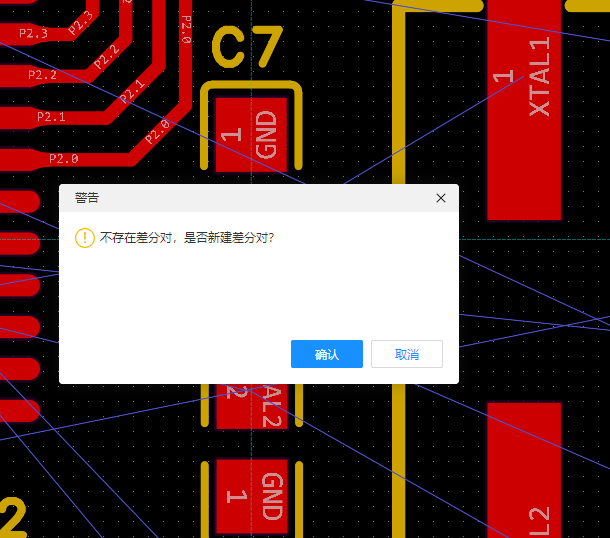 C7
P2.3
P2.3
P2.2
P2.2
P2.1
P2.1
P2.0
P2.0
P2.0
1
GND
1
XTAL1
警告
不存在差分对，是否新建差分对?
确认
取消
2
AL2
1
GND
L2
2